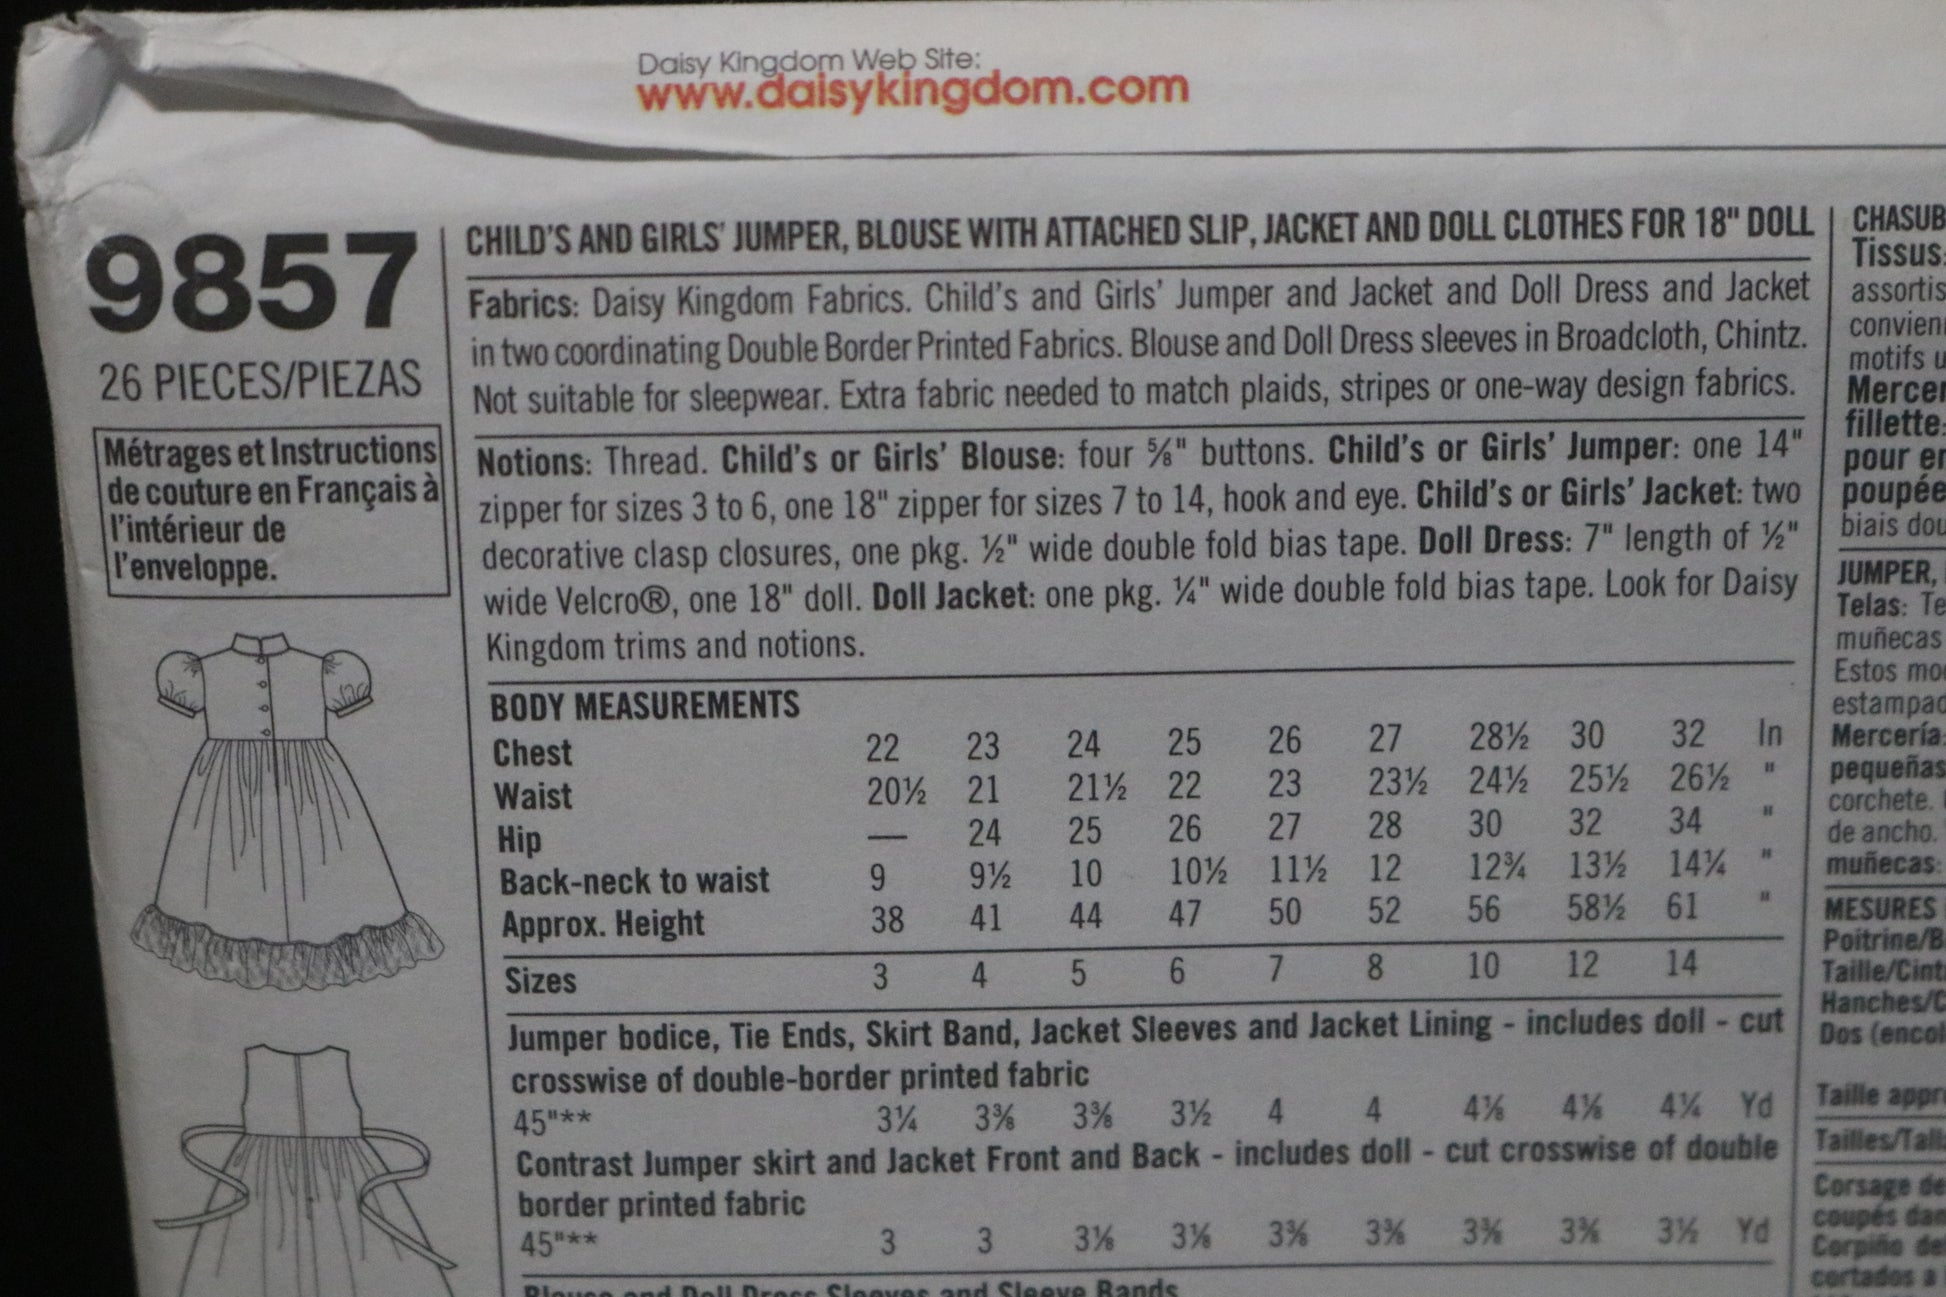 Daisy Kingdom Web Site:
www.daisykingdom.com
9857
26 PIECES/PIEZAS
Métrages et Instructions
de couture en Français à
l'intérieur de
l'enveloppe.
CHILD'S AND GIRLS' JUMPER, BLOUSE WITH ATTACHED SLIP, JACKET AND DOLL CLOTHES FOR 18" DOLL
Fabrics: Daisy Kingdom Fabrics. Child's and Girls' Jumper and Jacket and Doll Dress and Jacket
in two coordinating Double Border Printed Fabrics. Blouse and Doll Dress sleeves in Broadcloth, Chintz.
Not suitable for sleepwear. Extra fabric needed to match plaids, stripes or one-way design fabrics.
Notions: Thread. Child's or Girls' Blouse: four ⅝" buttons. Child's or Girls' Jumper: one 14"
zipper for sizes 3 to 6, one 18" zipper for sizes 7 to 14, hook and eye. Child's or Girls' Jacket: two
decorative clasp closures, one pkg. ½" wide double fold bias tape. Doll Dress: 7" length of ½"
wide Velcro®, one 18" doll. Doll Jacket: one pkg. ¼" wide double fold bias tape. Look for Daisy
Kingdom trims and notions.
BODY MEASUREMENTS
Chest 22 23 24 25 26 27 28½ 30 32 In
Waist 20½ 21 21½ 22 23 23½ 24½ 25½ 26½ "
Hip — 24 25 26 27 28 30 32 34 "
Back-neck to waist 9 9½ 10 10½ 11½ 12 12¾ 13½ 14¼ "
Approx. Height 38 41 44 47 50 52 56 58½ 61 "
Sizes 3 4 5 6 7 8 10 12 14
Jumper bodice, Tie Ends, Skirt Band, Jacket Sleeves and Jacket Lining - includes doll - cut
crosswise of double-border printed fabric
45"** 3¼ 3⅜ 3⅜ 3½ 4 4 4⅛ 4⅛ 4¼ Yd
Contrast Jumper skirt and Jacket Front and Back - includes doll - cut crosswise of double
border printed fabric
45"** 3 3 3⅛ 3⅛ 3⅜ 3⅜ 3⅜ 3⅜ 3½ Yd
Blouse and Doll Dress Sleeves and Sleeve Bands
CHASUB
Tissus:
assortis
convien
motifs u
Mercer
fillette:
pour en
poupée
biais dou
JUMPER,
Telas: Te
muñecas
Estos mo
estampad
Mercería:
pequeñas
corchete.
de ancho.
muñecas:
MESURES
Poitrine/B
Taille/Cint
Hanches/C
Dos (encol
Taille appr
Tailles/Tall
Corsage de
coupés dan
Corpiño de
cortados a